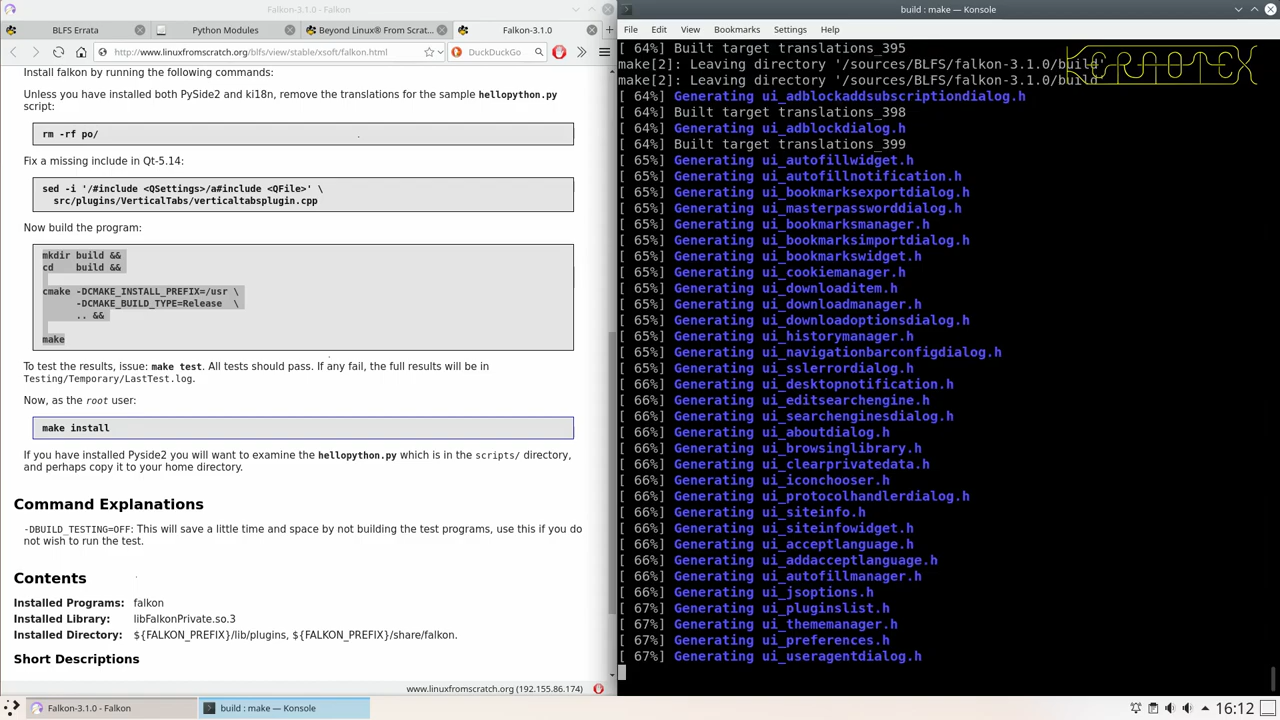 Falkon-3.1.0 - Falkon
BLFS Errata
Python Modules
Beyond Linux® From Scra...
Falkon-3.1.0
http://www.linuxfromscratch.org/blfs/view/stable/xsoft/falkon.html
DuckDuckGo
Install falkon by running the following commands:
Unless you have installed both PySide2 and ki18n, remove the translations for the sample hellopython.py
script:
rm -rf po/
Fix a missing include in Qt-5.14:
sed -i '/#include <QSettings>/a#include <QFile>' \
src/plugins/VerticalTabs/verticaltabsplugin.cpp
Now build the program:
mkdir build &&
cd    build &&
cmake -DCMAKE_INSTALL_PREFIX=/usr \
-DCMAKE_BUILD_TYPE=Release  \
.. &&
make
To test the results, issue: make test. All tests should pass. If any fail, the full results will be in
Testing/Temporary/LastTest.log.
Now, as the root user:
make install
If you have installed Pyside2 you will want to examine the hellopython.py which is in the scripts/ directory,
and perhaps copy it to your home directory.
Command Explanations
-DBUILD_TESTING=OFF: This will save a little time and space by not building the test programs, use this if you do
not wish to run the test.
Contents
Installed Programs: falkon
Installed Library: libFalkonPrivate.so.3
Installed Directory: ${FALKON_PREFIX}/lib/plugins, ${FALKON_PREFIX}/share/falkon.
Short Descriptions
www.linuxfromscratch.org (192.155.86.174)
build : make — Konsole
File Edit View Bookmarks Settings Help
[ 64%] Built target translations_395
make[2]: Leaving directory '/sources/BLFS/falkon-3.1.0/build'
make[2]: Leaving directory '/sources/BLFS/falkon-3.1.0/build'
[ 64%] Generating ui_adblockaddsubscriptiondialog.h
[ 64%] Built target translations_398
[ 64%] Generating ui_adblockdialog.h
[ 64%] Built target translations_399
[ 65%] Generating ui_autofillwidget.h
[ 65%] Generating ui_autofillnotification.h
[ 65%] Generating ui_bookmarksexportdialog.h
[ 65%] Generating ui_masterpassworddialog.h
[ 65%] Generating ui_bookmarksmanager.h
[ 65%] Generating ui_bookmarksimportdialog.h
[ 65%] Generating ui_bookmarkswidget.h
[ 65%] Generating ui_cookiemanager.h
[ 65%] Generating ui_downloaditem.h
[ 65%] Generating ui_downloadmanager.h
[ 65%] Generating ui_downloadoptionsdialog.h
[ 65%] Generating ui_historymanager.h
[ 65%] Generating ui_navigationbarconfigdialog.h
[ 65%] Generating ui_sslerrordialog.h
[ 66%] Generating ui_desktopnotification.h
[ 66%] Generating ui_editsearchengine.h
[ 66%] Generating ui_searchenginesdialog.h
[ 66%] Generating ui_aboutdialog.h
[ 66%] Generating ui_browsinglibrary.h
[ 66%] Generating ui_clearprivatedata.h
[ 66%] Generating ui_iconchooser.h
[ 66%] Generating ui_protocolhandlerdialog.h
[ 66%] Generating ui_siteinfo.h
[ 66%] Generating ui_siteinfowidget.h
[ 66%] Generating ui_acceptlanguage.h
[ 66%] Generating ui_addacceptlanguage.h
[ 66%] Generating ui_autofillmanager.h
[ 66%] Generating ui_jsoptions.h
[ 67%] Generating ui_pluginslist.h
[ 67%] Generating ui_thememanager.h
[ 67%] Generating ui_preferences.h
[ 67%] Generating ui_useragentdialog.h
Falkon-3.1.0 - Falkon
build : make — Konsole
16:12